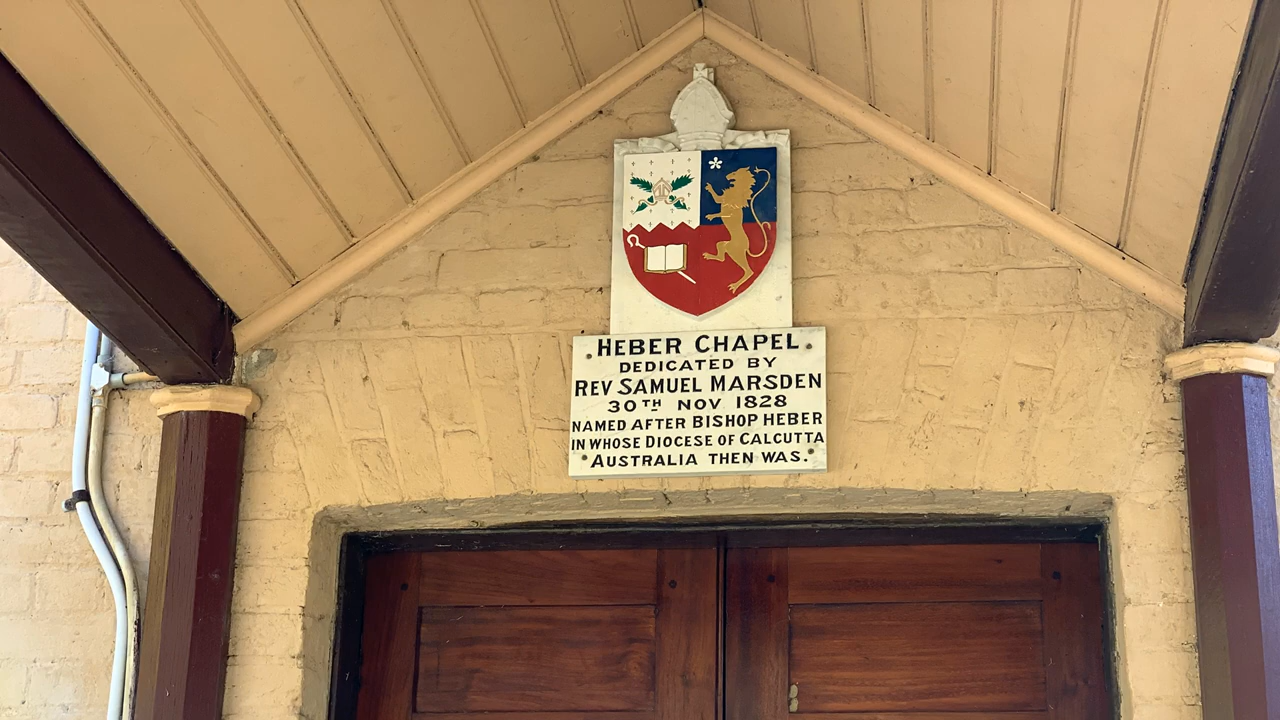 HEBER CHAPEL
DEDICATED BY
REV SAMUEL MARSDEN
30TH NOV 1828
NAMED AFTER BISHOP HEBER
IN WHOSE DIOCESE OF CALCUTTA
AUSTRALIA THEN WAS.